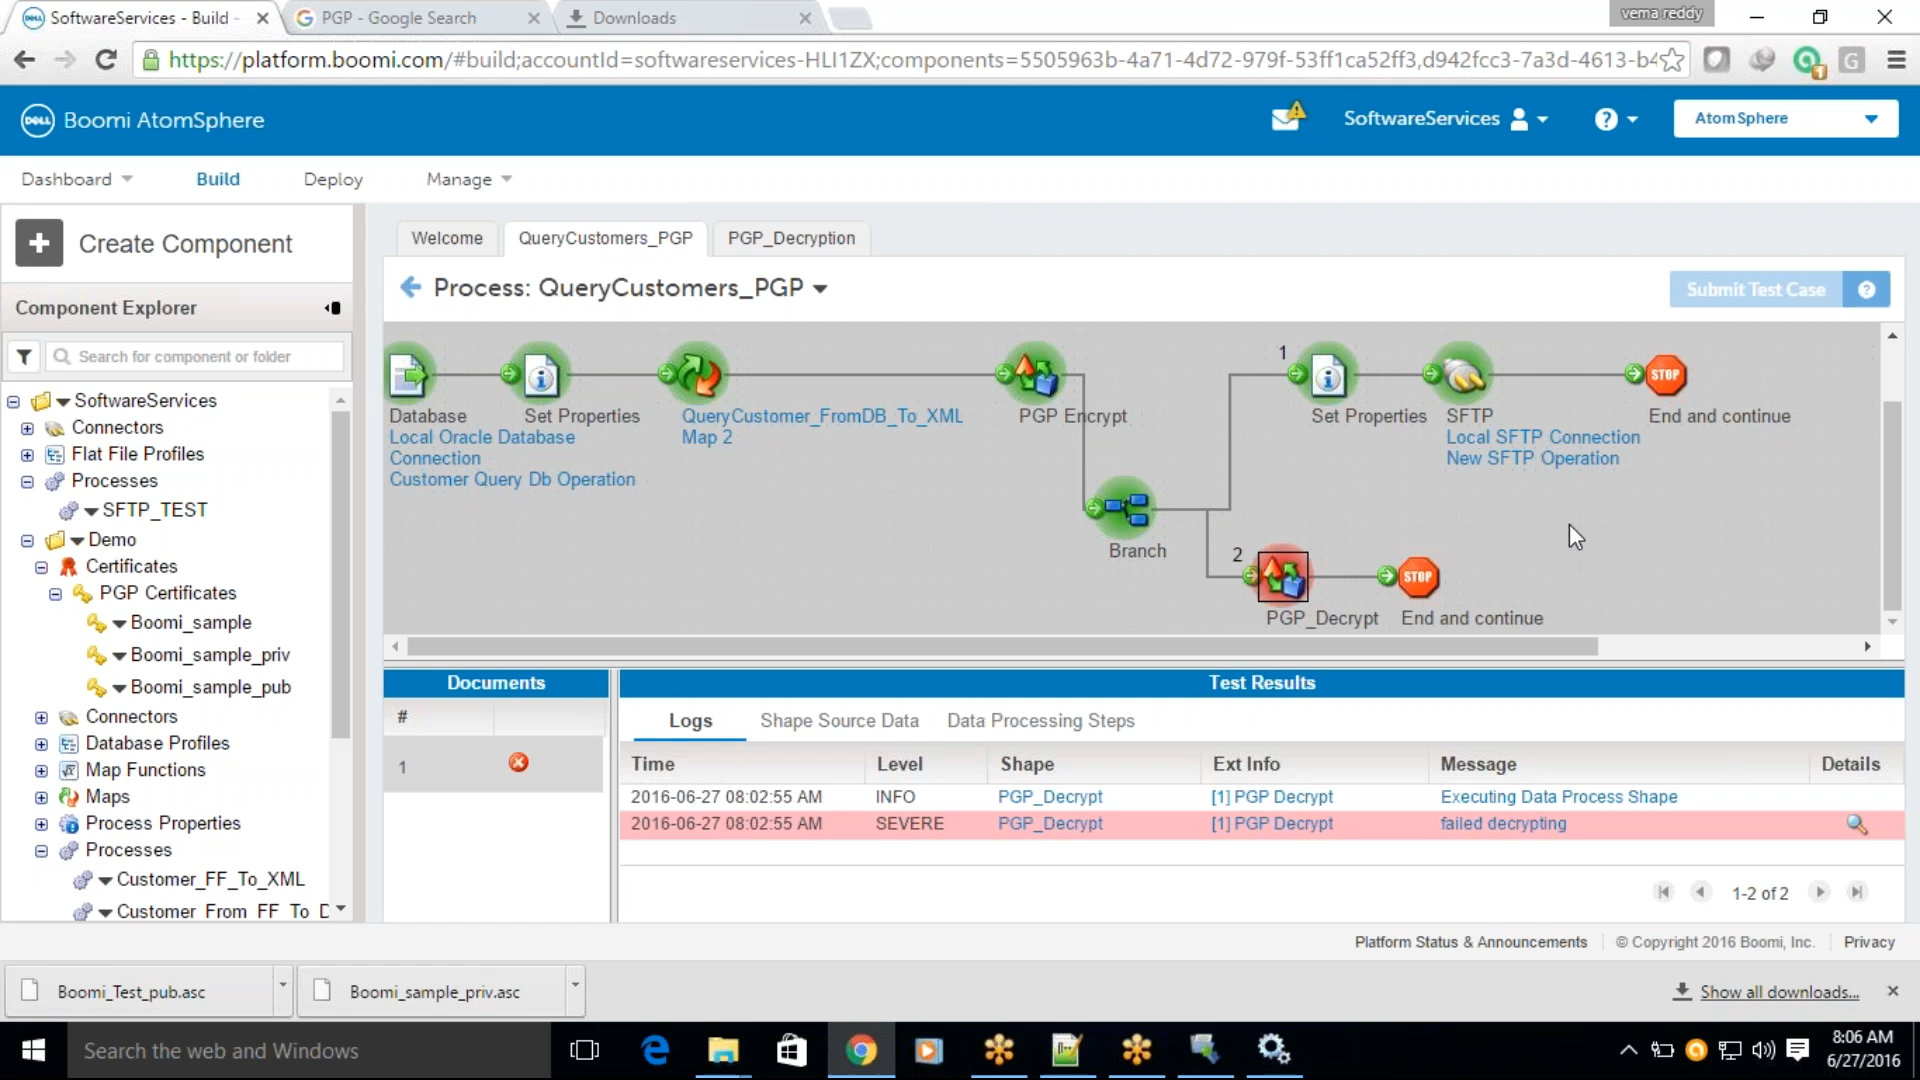 SoftwareServices - Build -
PGP - Google Search
Downloads
vema reddy
https://platform.boomi.com/#build;accountId=softwareservices-HLI1ZX;components=5505963b-4a71-4d72-979f-53ff1ca52ff3,d942fcc3-7a3d-4613-b4
DELL
Boomi AtomSphere
SoftwareServices
AtomSphere
Dashboard
Build
Deploy
Manage
Create Component
Welcome
QueryCustomers_PGP
PGP_Decryption
Component Explorer
Process: QueryCustomers_PGP
Submit Test Case
Search for component or folder
SoftwareServices
Connectors
Flat File Profiles
Processes
SFTP_TEST
Demo
Certificates
PGP Certificates
Boomi_sample
Boomi_sample_priv
Boomi_sample_pub
Connectors
Database Profiles
Map Functions
Maps
Process Properties
Processes
Customer_FF_To_XML
Customer_From_FF_To_D
Database
Local Oracle Database
Connection
Customer Query Db Operation
Set Properties
QueryCustomer_FromDB_To_XML
Map 2
PGP Encrypt
Branch
1
Set Properties
SFTP
Local SFTP Connection
New SFTP Operation
STOP
End and continue
2
PGP_Decrypt
STOP
End and continue
Documents
#
1
Test Results
Logs
Shape Source Data
Data Processing Steps
Time Level Shape Ext Info Message Details
2016-06-27 08:02:55 AM INFO PGP_Decrypt [1] PGP Decrypt Executing Data Process Shape
2016-06-27 08:02:55 AM SEVERE PGP_Decrypt [1] PGP Decrypt failed decrypting
1-2 of 2
Platform Status & Announcements
© Copyright 2016 Boomi, Inc.
Privacy
Boomi_Test_pub.asc
Boomi_sample_priv.asc
Show all downloads...
Search the web and Windows
8:06 AM
6/27/2016